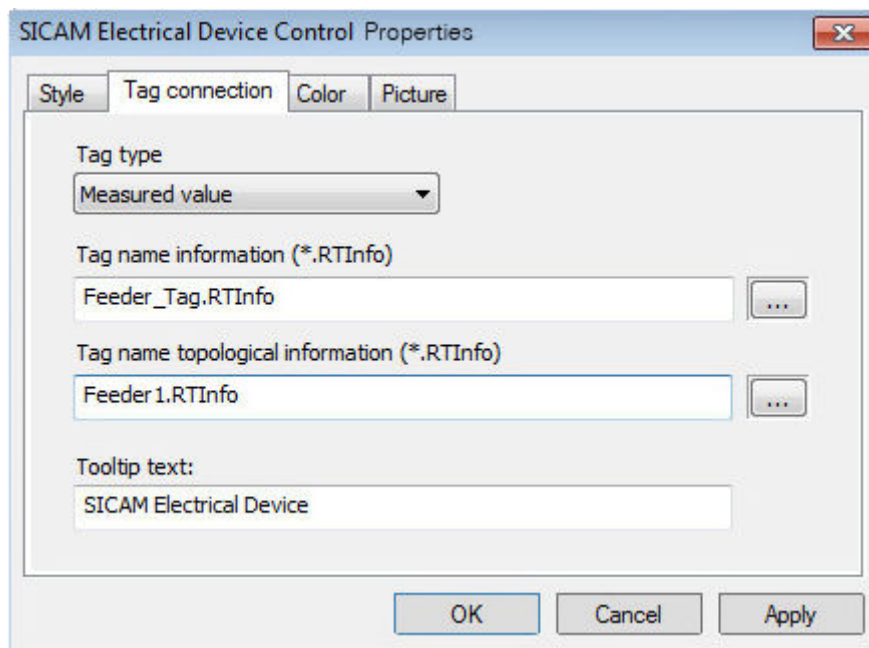 SICAM Electrical Device Control Properties
Style Tag connection Color Picture
Tag type
Measured value
Tag name information (*.RTInfo)
Feeder_Tag.RTInfo
...
Tag name topological information (*.RTInfo)
Feeder1.RTInfo
...
Tooltip text:
SICAM Electrical Device
OK Cancel Apply